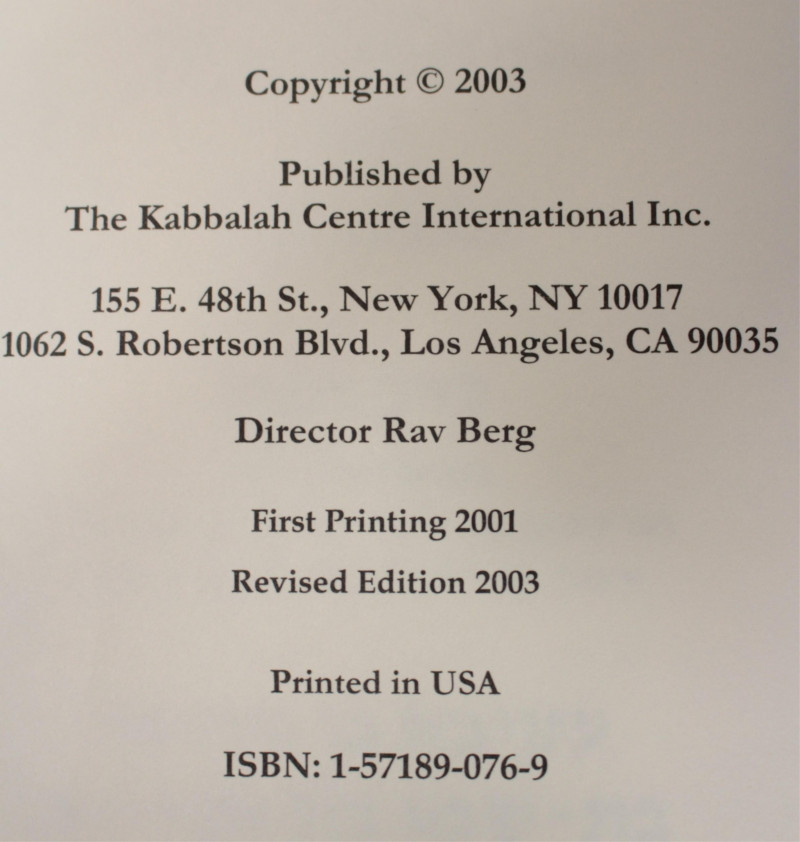 Copyright © 2003
Published by
The Kabbalah Centre International Inc.
155 E. 48th St., New York, NY 10017
1062 S. Robertson Blvd., Los Angeles, CA 90035
Director Rav Berg
First Printing 2001
Revised Edition 2003
Printed in USA
ISBN: 1-57189-076-9